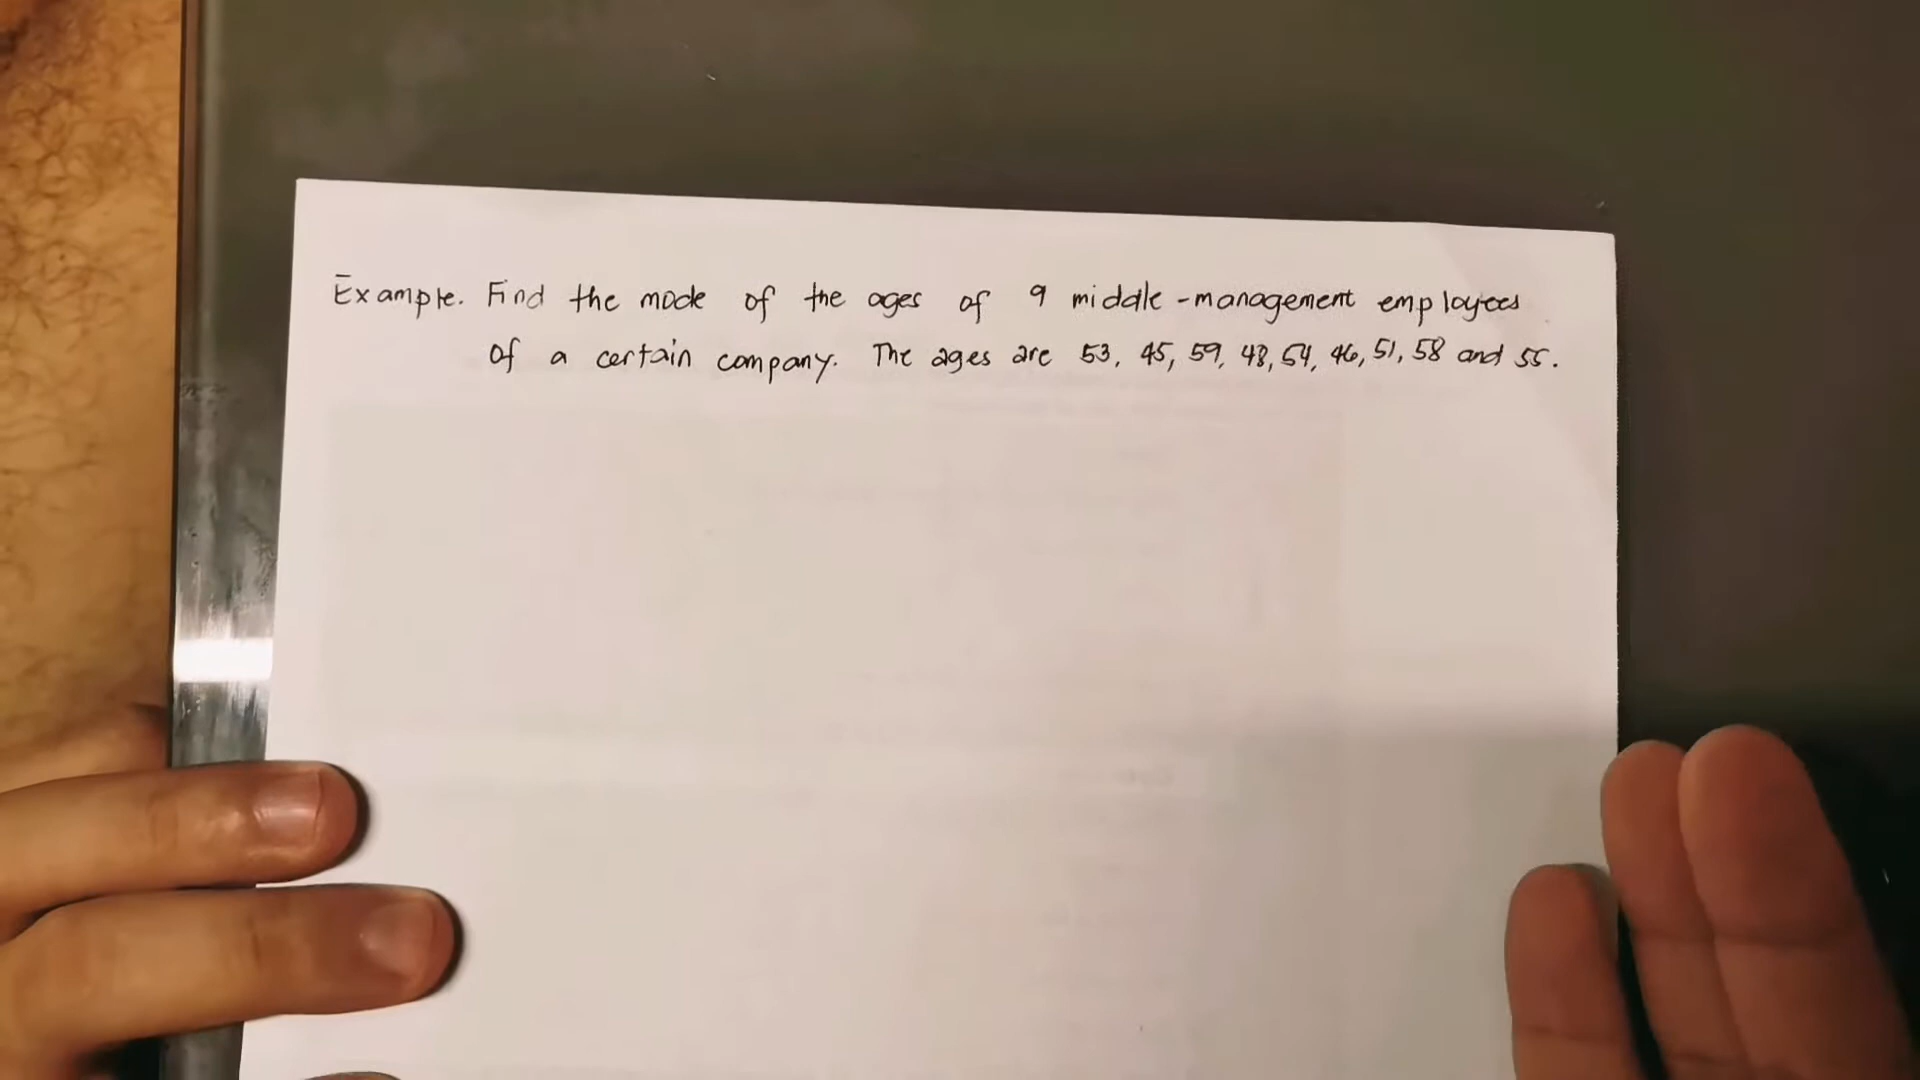 Example. Find the mode of the ages of 9 middle-management employees
of a certain company. The ages are 53, 45, 59, 48, 54, 46, 51, 58 and 55.